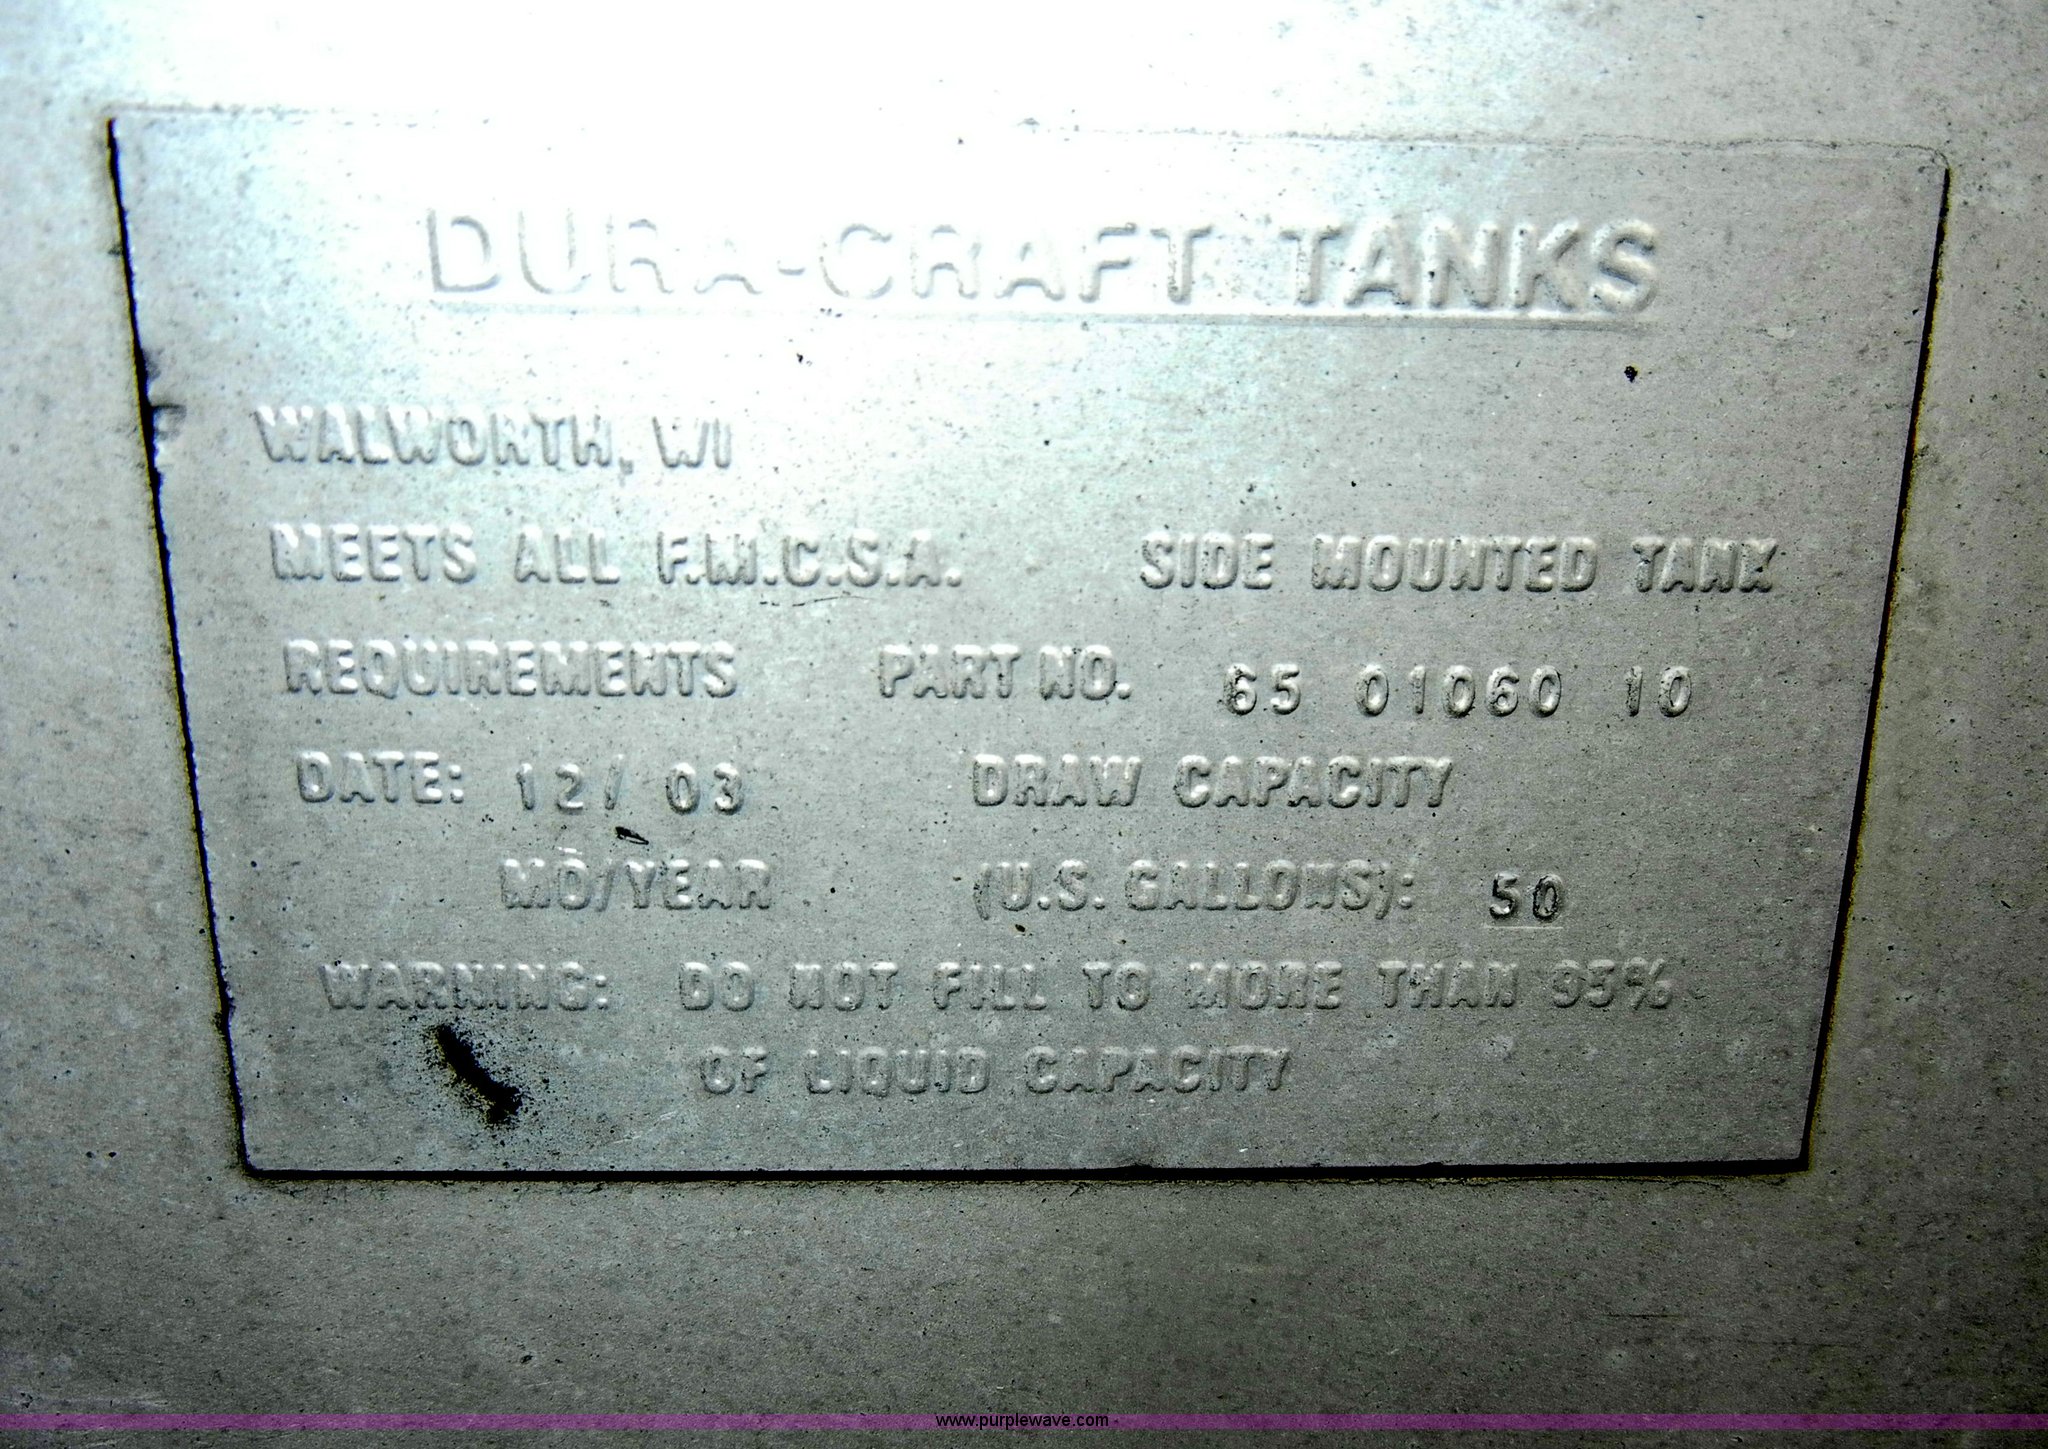 DURA-CRAFT TANKS
WALWORTH, WI
MEETS ALL F.M.C.S.A. SIDE MOUNTED TANK
REQUIREMENTS PART NO. 65 01060 10
DATE: 12/ 03 DRAW CAPACITY
MO/YEAR (U.S. GALLONS): 50
WARNING: DO NOT FILL TO MORE THAN 95%
OF LIQUID CAPACITY
www.purplewave.com